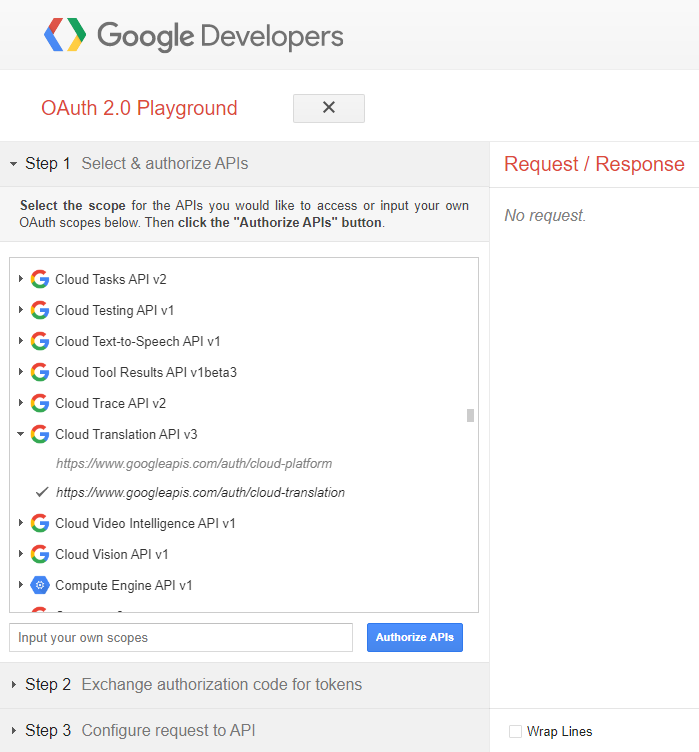 Google Developers
OAuth 2.0 Playground
Step 1 Select & authorize APIs
Select the scope for the APIs you would like to access or input your own
OAuth scopes below. Then click the "Authorize APIs" button.
Cloud Tasks API v2
Cloud Testing API v1
Cloud Text-to-Speech API v1
Cloud Tool Results API v1beta3
Cloud Trace API v2
Cloud Translation API v3
https://www.googleapis.com/auth/cloud-platform
https://www.googleapis.com/auth/cloud-translation
Cloud Video Intelligence API v1
Cloud Vision API v1
Compute Engine API v1
Input your own scopes
Authorize APIs
Step 2 Exchange authorization code for tokens
Step 3 Configure request to API
Request / Response
No request.
Wrap Lines